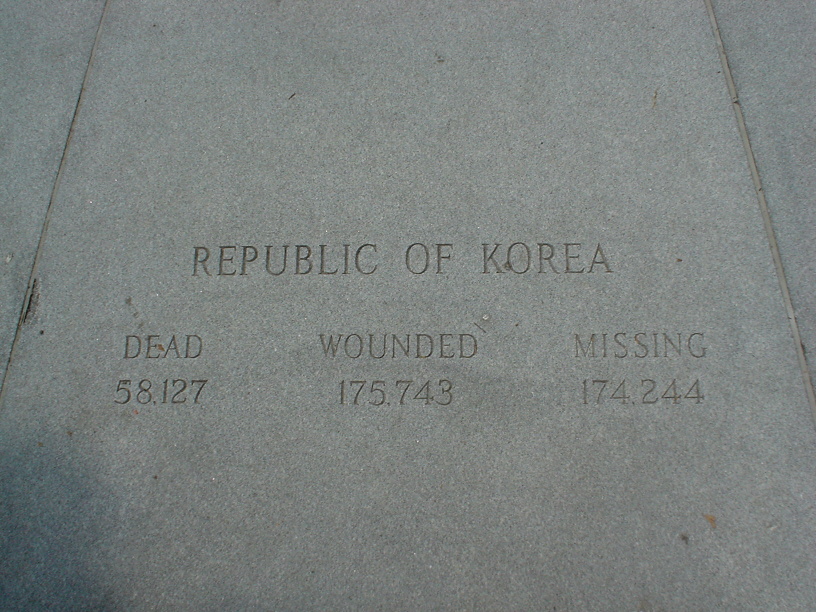 REPUBLIC OF KOREA
DEAD WOUNDED MISSING
58,127 175,743 174,244